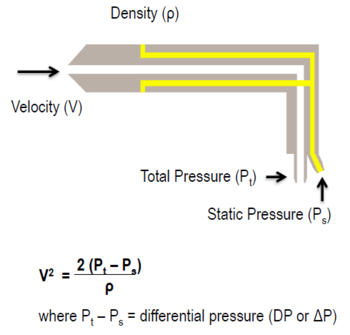 Density (ρ)
Velocity (V)
Total Pressure (Pₜ)
Static Pressure (Pₛ)
V² = 2 (Pₜ – Pₛ) / ρ
where Pₜ – Pₛ = differential pressure (DP or ΔP)